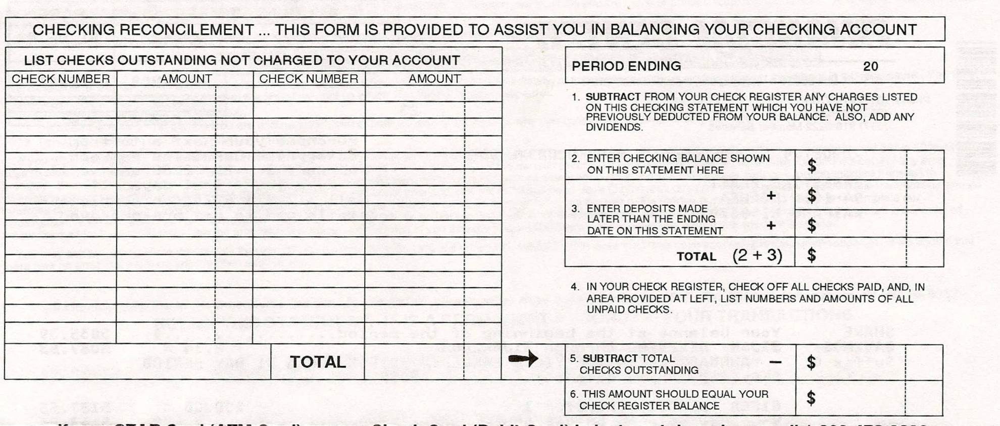 CHECKING RECONCILEMENT ... THIS FORM IS PROVIDED TO ASSIST YOU IN BALANCING YOUR CHECKING ACCOUNT
LIST CHECKS OUTSTANDING NOT CHARGED TO YOUR ACCOUNT
CHECK NUMBER AMOUNT CHECK NUMBER AMOUNT
TOTAL
PERIOD ENDING 20
1. SUBTRACT FROM YOUR CHECK REGISTER ANY CHARGES LISTED
ON THIS CHECKING STATEMENT WHICH YOU HAVE NOT
PREVIOUSLY DEDUCTED FROM YOUR BALANCE. ALSO, ADD ANY
DIVIDENDS.
2. ENTER CHECKING BALANCE SHOWN
ON THIS STATEMENT HERE $
+ $
3. ENTER DEPOSITS MADE
LATER THAN THE ENDING
DATE ON THIS STATEMENT + $
TOTAL (2 + 3) $
4. IN YOUR CHECK REGISTER, CHECK OFF ALL CHECKS PAID, AND, IN
AREA PROVIDED AT LEFT, LIST NUMBERS AND AMOUNTS OF ALL
UNPAID CHECKS.
5. SUBTRACT TOTAL
CHECKS OUTSTANDING – $
6. THIS AMOUNT SHOULD EQUAL YOUR
CHECK REGISTER BALANCE $